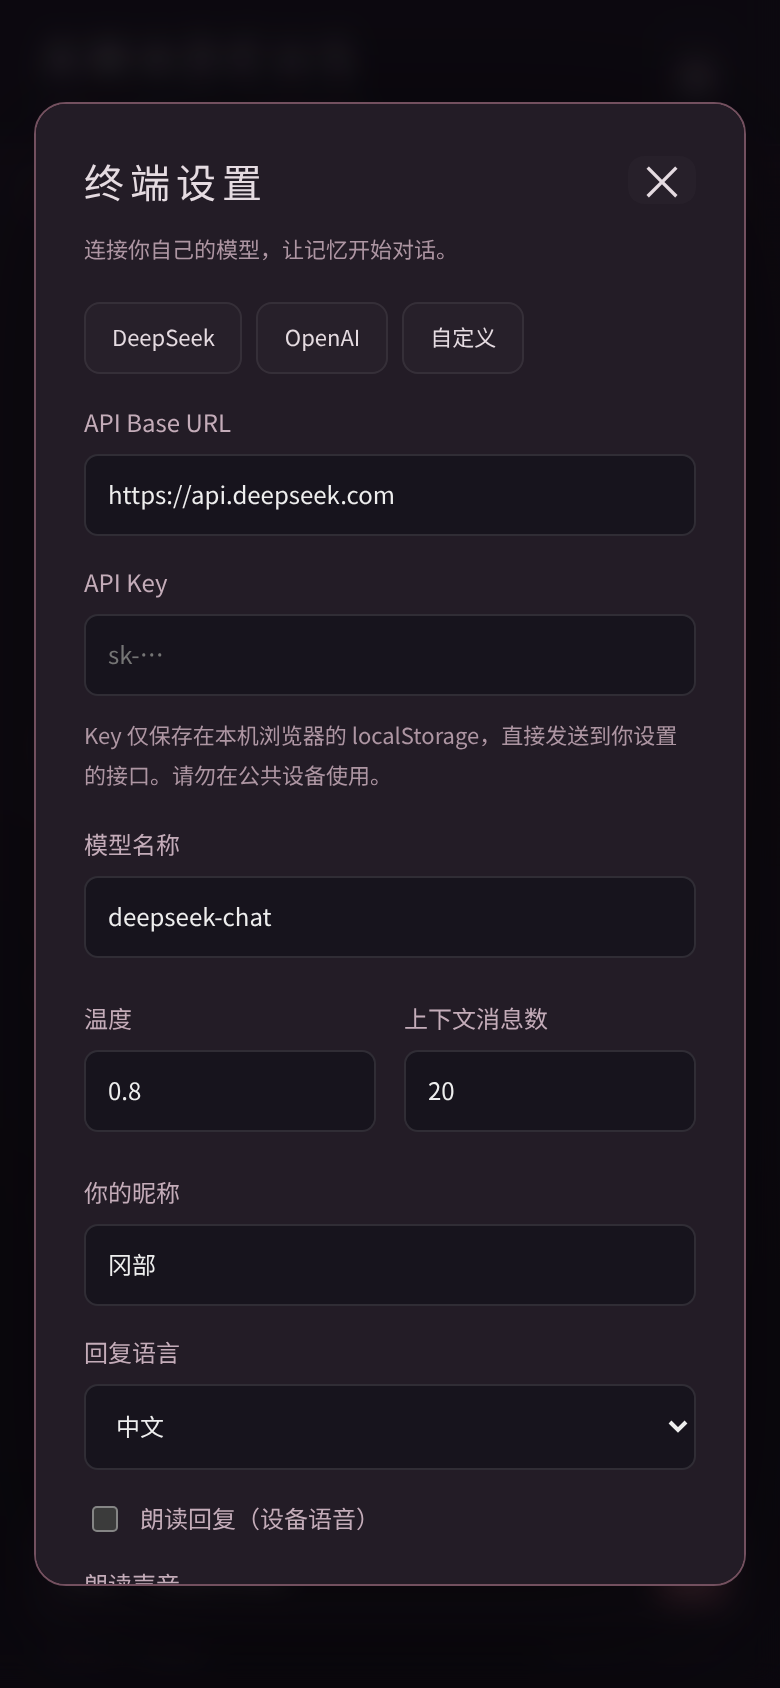 终端设置
连接你自己的模型，让记忆开始对话。
DeepSeek
OpenAI
自定义
API Base URL
https://api.deepseek.com
API Key
sk-…
Key 仅保存在本机浏览器的 localStorage，直接发送到你设置
的接口。请勿在公共设备使用。
模型名称
deepseek-chat
温度
上下文消息数
0.8
20
你的昵称
冈部
回复语言
中文
朗读回复（设备语音）
朗读声音